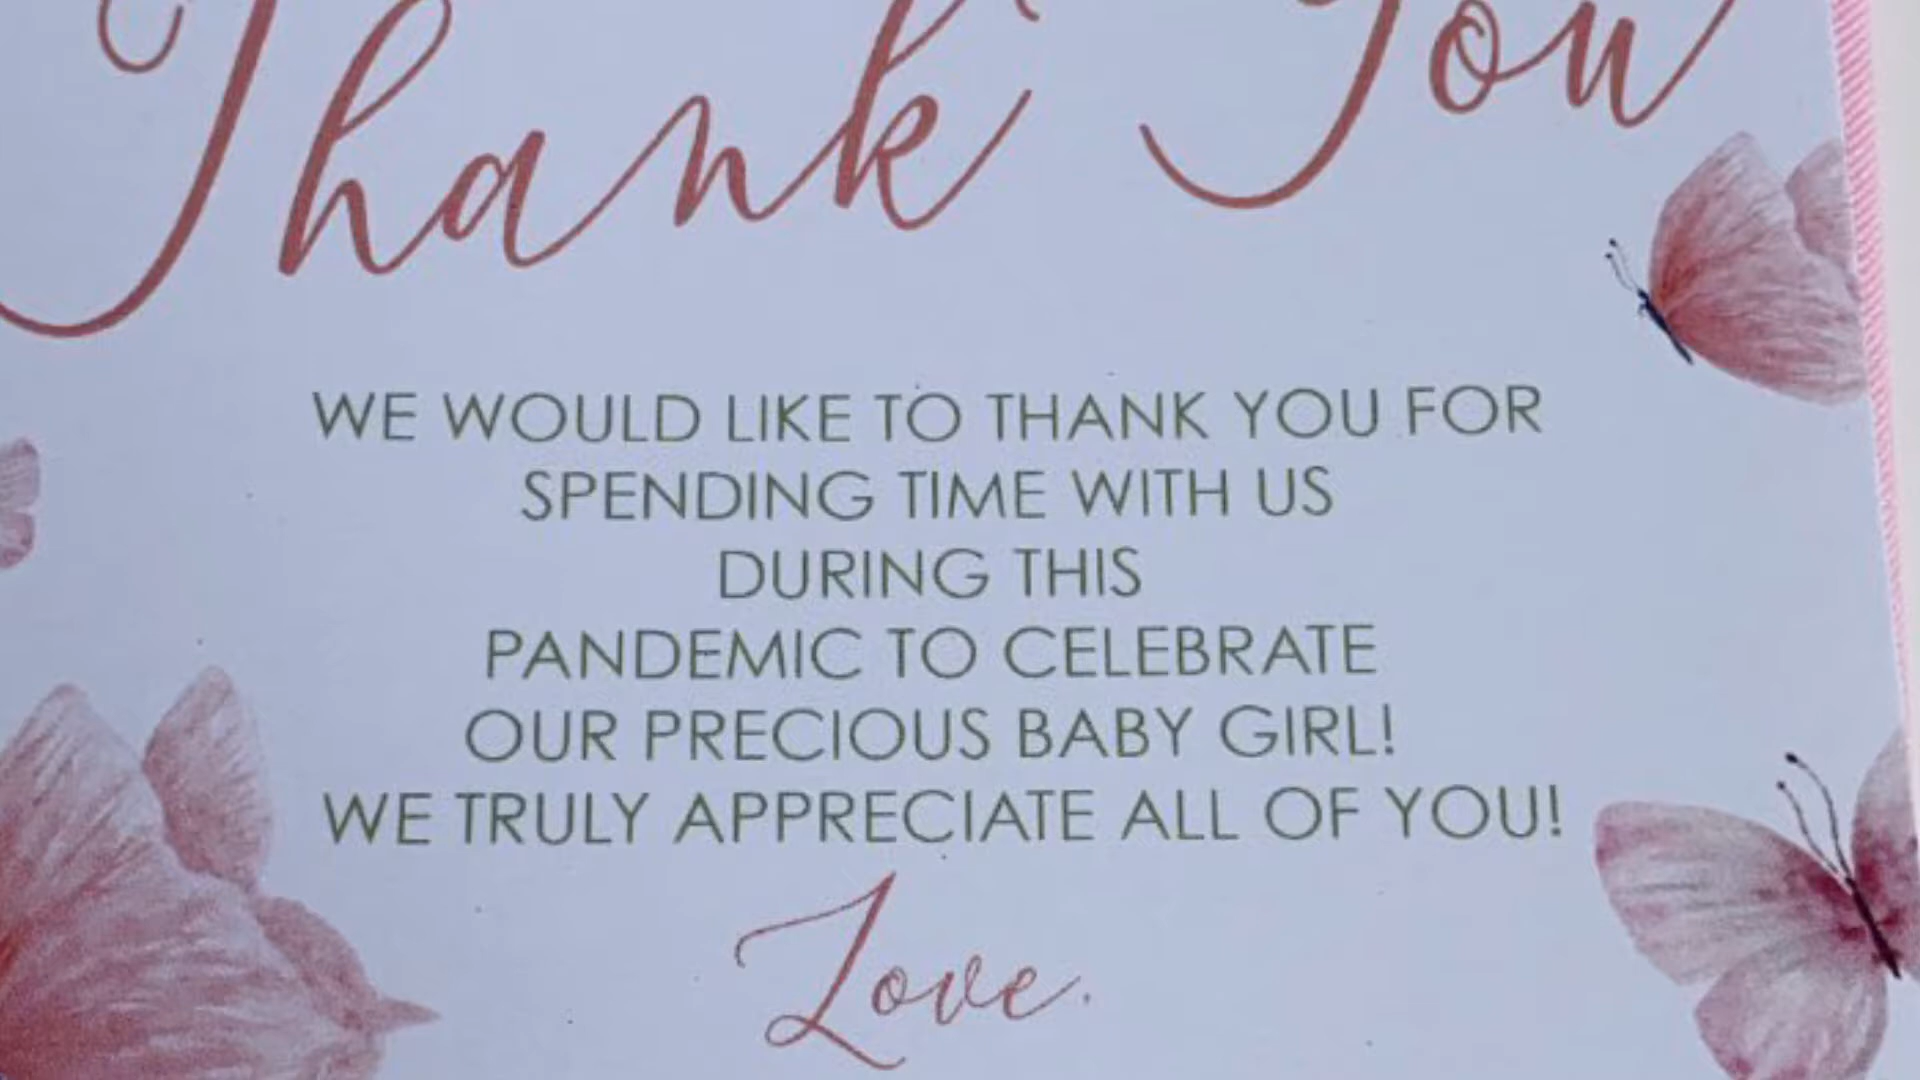 Thank You
WE WOULD LIKE TO THANK YOU FOR
SPENDING TIME WITH US
DURING THIS
PANDEMIC TO CELEBRATE
OUR PRECIOUS BABY GIRL!
WE TRULY APPRECIATE ALL OF YOU!
Love,